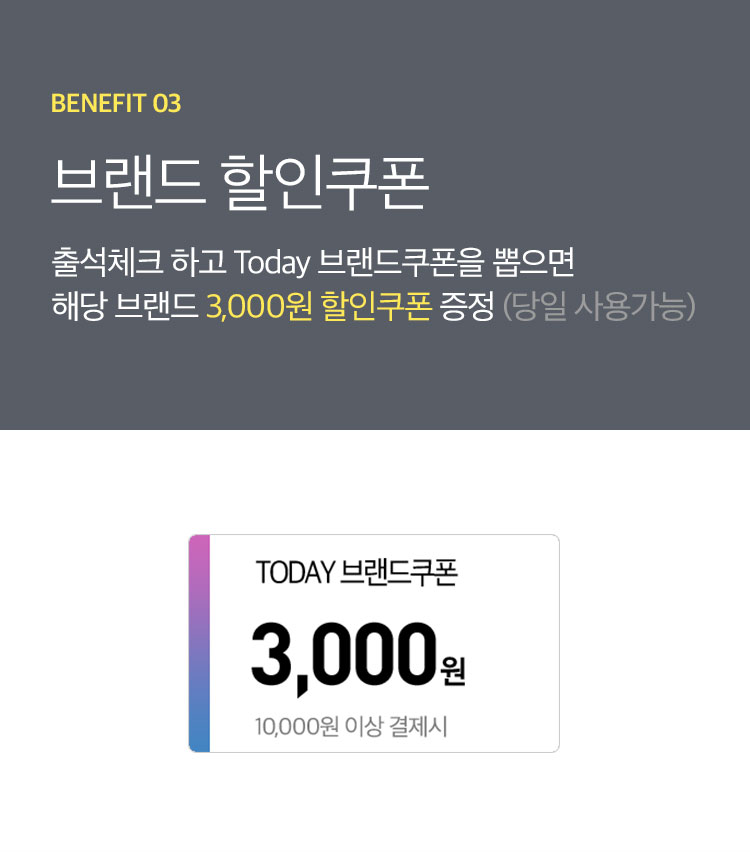 BENEFIT 03
브랜드 할인쿠폰
출석체크 하고 Today 브랜드쿠폰을 뽑으면
해당 브랜드 3,000원 할인쿠폰 증정 (당일 사용가능)
TODAY 브랜드쿠폰
3,000원
10,000원 이상 결제시